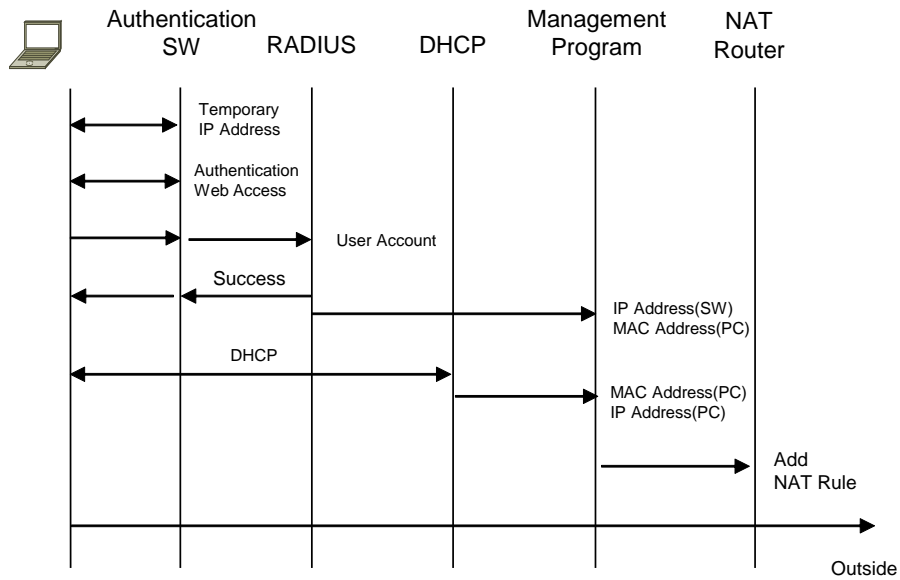 Authentication
SW
RADIUS
DHCP
Management
Program
NAT
Router
Temporary
IP Address
Authentication
Web Access
User Account
Success
IP Address(SW)
MAC Address(PC)
DHCP
MAC Address(PC)
IP Address(PC)
Add
NAT Rule
Outside